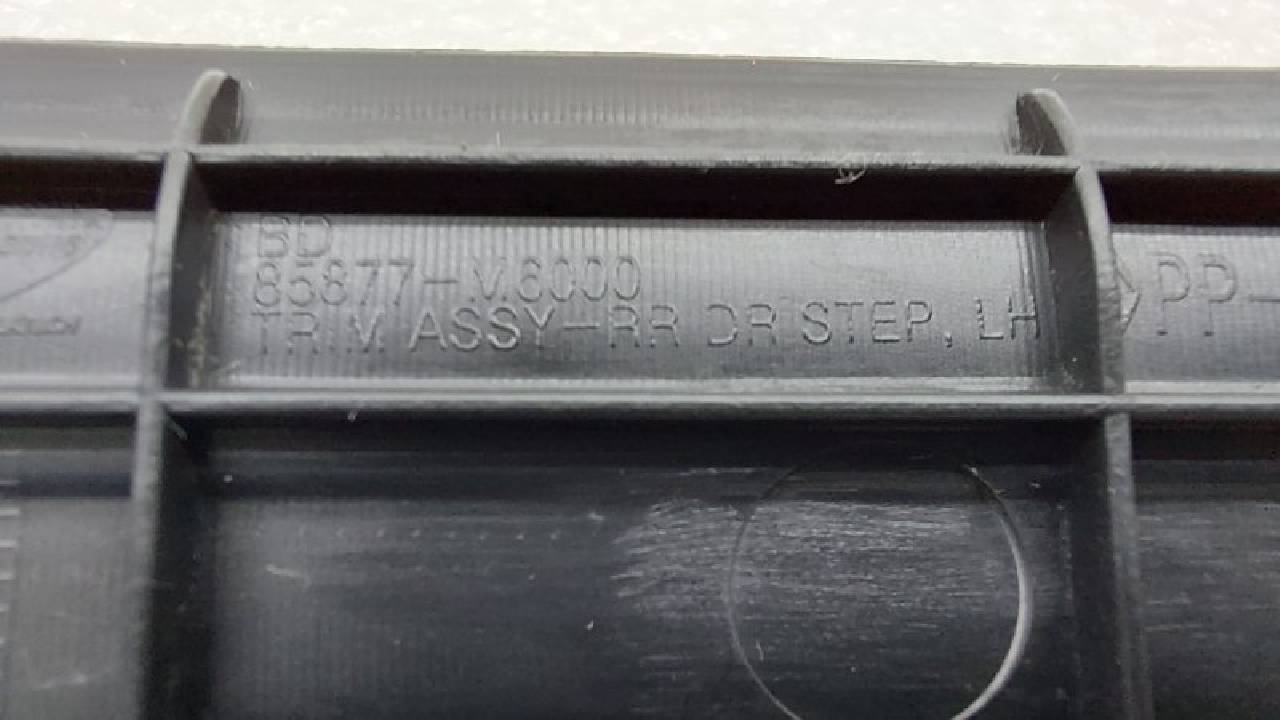 BD
85877-M6000
TRIM ASSY-RR DR STEP, LH
>PP-